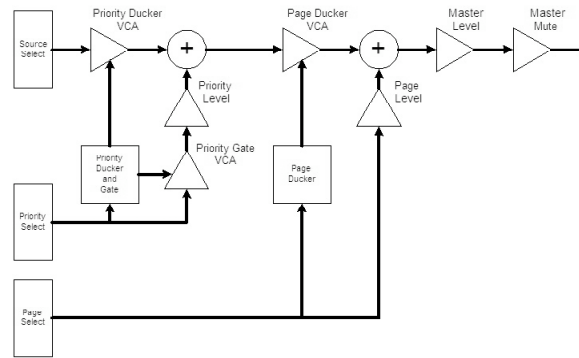 Priority Ducker
VCA
Page Ducker
VCA
Master
Level
Master
Mute
Source
Select
+
+
Priority
Level
Page
Level
Priority Gate
VCA
Priority
Ducker
and
Gate
Page
Ducker
Priority
Select
Page
Select